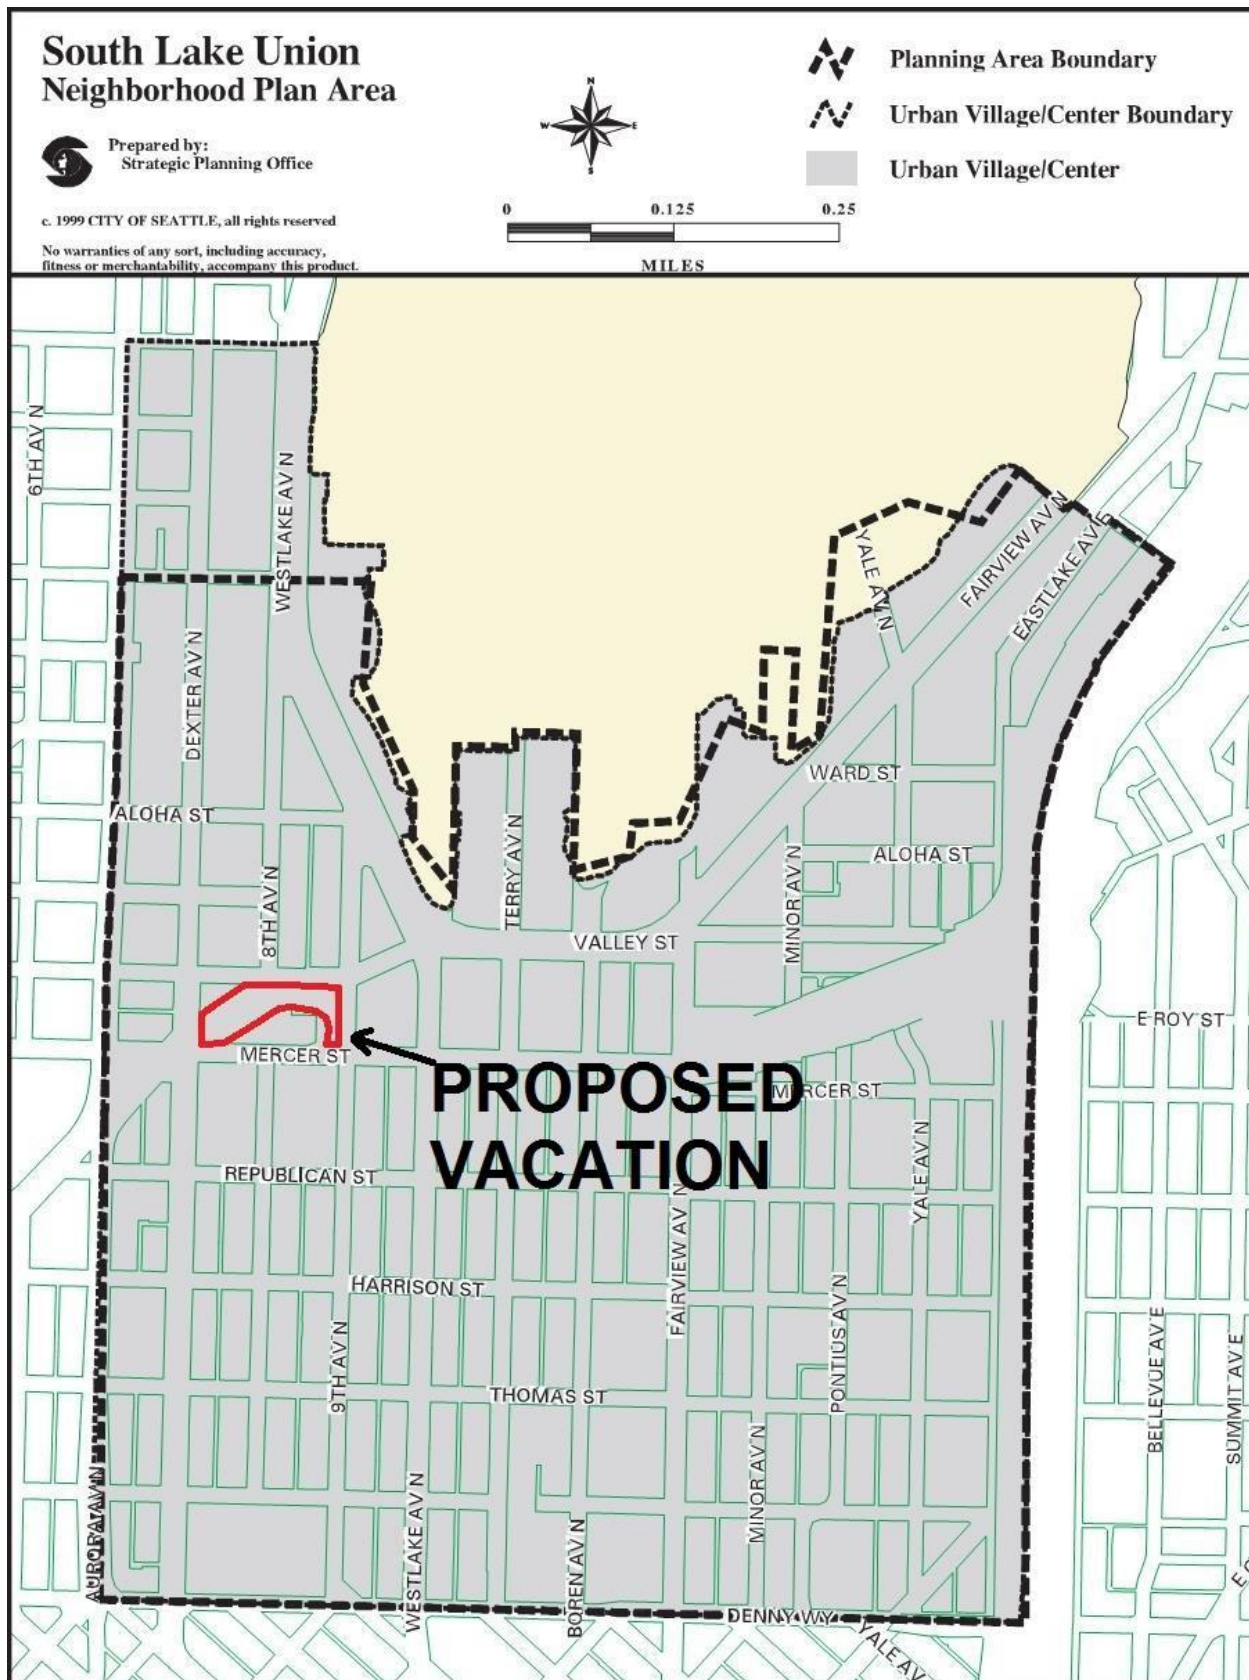 South Lake Union
Neighborhood Plan Area
Prepared by:
Strategic Planning Office
c. 1999 CITY OF SEATTLE, all rights reserved
No warranties of any sort, including accuracy,
fitness or merchantability, accompany this product.
N
W
E
S
0
0.125
0.25
MILES
Planning Area Boundary
Urban Village/Center Boundary
Urban Village/Center
6TH AV N
WESTLAKE AV N
YALE AV N
FAIRVIEW AV N
EASTLAKE AV E
DEXTER AV N
WARD ST
ALOHA ST
TERRY AV N
MINOR AV N
ALOHA ST
8TH AV N
VALLEY ST
E ROY ST
MERCER ST
PROPOSED
VACATION
MERCER ST
YALE AV N
REPUBLICAN ST
FAIRVIEW AV N
HARRISON ST
PONTIUS AV N
9TH AV N
BELLEVUE AV E
SUMMIT AV E
THOMAS ST
MINOR AV N
AURORA AV N
WESTLAKE AV N
BOREN AV N
DENNY WY
YALE AV